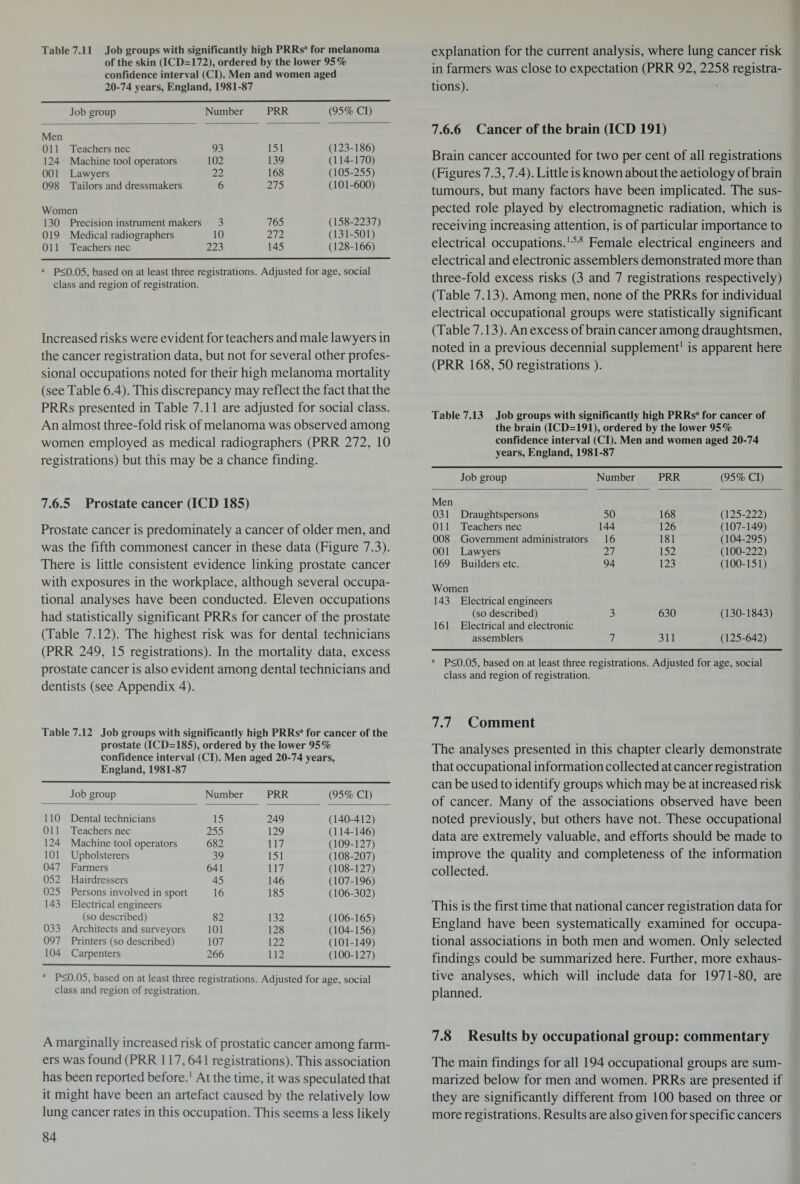 Table 7.11 Job groups with significantly high PRRsª for melanoma
of the skin (ICD=172), ordered by the lower 95%
confidence interval (CI). Men and women aged
20-74 years, England, 1981-87
Job group Number PRR (95% CI)
Men
011 Teachers nec 93 151 (123-186)
124 Machine tool operators 102 139 (114-170)
001 Lawyers 22 168 (105-255)
098 Tailors and dressmakers 6 275 (101-600)
Women
130 Precision instrument makers 3 765 (158-2237)
019 Medical radiographers 10 272 (131-501)
011 Teachers nec 223 145 (128-166)
ª P≤0.05, based on at least three registrations. Adjusted for age, social
class and region of registration.
Increased risks were evident for teachers and male lawyers in
the cancer registration data, but not for several other profes-
sional occupations noted for their high melanoma mortality
(see Table 6.4). This discrepancy may reflect the fact that the
PRRs presented in Table 7.11 are adjusted for social class.
An almost three-fold risk of melanoma was observed among
women employed as medical radiographers (PRR 272, 10
registrations) but this may be a chance finding.
7.6.5 Prostate cancer (ICD 185)
Prostate cancer is predominately a cancer of older men, and
was the fifth commonest cancer in these data (Figure 7.3).
There is little consistent evidence linking prostate cancer
with exposures in the workplace, although several occupa-
tional analyses have been conducted. Eleven occupations
had statistically significant PRRs for cancer of the prostate
(Table 7.12). The highest risk was for dental technicians
(PRR 249, 15 registrations). In the mortality data, excess
prostate cancer is also evident among dental technicians and
dentists (see Appendix 4).
Table 7.12 Job groups with significantly high PRRsª for cancer of the
prostate (ICD=185), ordered by the lower 95%
confidence interval (CI). Men aged 20-74 years,
England, 1981-87
Job group Number PRR (95% CI)
110 Dental technicians 15 249 (140-412)
011 Teachers nec 255 129 (114-146)
124 Machine tool operators 682 117 (109-127)
101 Upholsterers 39 151 (108-207)
047 Farmers 641 117 (108-127)
052 Hairdressers 45 146 (107-196)
025 Persons involved in sport 16 185 (106-302)
143 Electrical engineers
(so described) 82 132 (106-165)
033 Architects and surveyors 101 128 (104-156)
097 Printers (so described) 107 122 (101-149)
104 Carpenters 266 112 (100-127)
ª P≤0.05, based on at least three registrations. Adjusted for age, social
class and region of registration.
A marginally increased risk of prostatic cancer among farm-
ers was found (PRR 117, 641 registrations). This association
has been reported before.¹ At the time, it was speculated that
it might have been an artefact caused by the relatively low
lung cancer rates in this occupation. This seems a less likely
84
explanation for the current analysis, where lung cancer risk
in farmers was close to expectation (PRR 92, 2258 registra-
tions).
7.6.6 Cancer of the brain (ICD 191)
Brain cancer accounted for two per cent of all registrations
(Figures 7.3, 7.4). Little is known about the aetiology of brain
tumours, but many factors have been implicated. The sus-
pected role played by electromagnetic radiation, which is
receiving increasing attention, is of particular importance to
electrical occupations.¹·⁵·⁸ Female electrical engineers and
electrical and electronic assemblers demonstrated more than
three-fold excess risks (3 and 7 registrations respectively)
(Table 7.13). Among men, none of the PRRs for individual
electrical occupational groups were statistically significant
(Table 7.13). An excess of brain cancer among draughtsmen,
noted in a previous decennial supplement¹ is apparent here
(PRR 168, 50 registrations ).
Table 7.13 Job groups with significantly high PRRsª for cancer of
the brain (ICD=191), ordered by the lower 95%
confidence interval (CI). Men and women aged 20-74
years, England, 1981-87
Job group Number PRR (95% CI)
Men
031 Draughtspersons 50 168 (125-222)
011 Teachers nec 144 126 (107-149)
008 Government administrators 16 181 (104-295)
001 Lawyers 27 152 (100-222)
169 Builders etc. 94 123 (100-151)
Women
143 Electrical engineers
(so described) 3 630 (130-1843)
161 Electrical and electronic
assemblers 7 311 (125-642)
ª P≤0.05, based on at least three registrations. Adjusted for age, social
class and region of registration.
7.7 Comment
The analyses presented in this chapter clearly demonstrate
that occupational information collected at cancer registration
can be used to identify groups which may be at increased risk
of cancer. Many of the associations observed have been
noted previously, but others have not. These occupational
data are extremely valuable, and efforts should be made to
improve the quality and completeness of the information
collected.
This is the first time that national cancer registration data for
England have been systematically examined for occupa-
tional associations in both men and women. Only selected
findings could be summarized here. Further, more exhaus-
tive analyses, which will include data for 1971-80, are
planned.
7.8 Results by occupational group: commentary
The main findings for all 194 occupational groups are sum-
marized below for men and women. PRRs are presented if
they are significantly different from 100 based on three or
more registrations. Results are also given for specific cancers